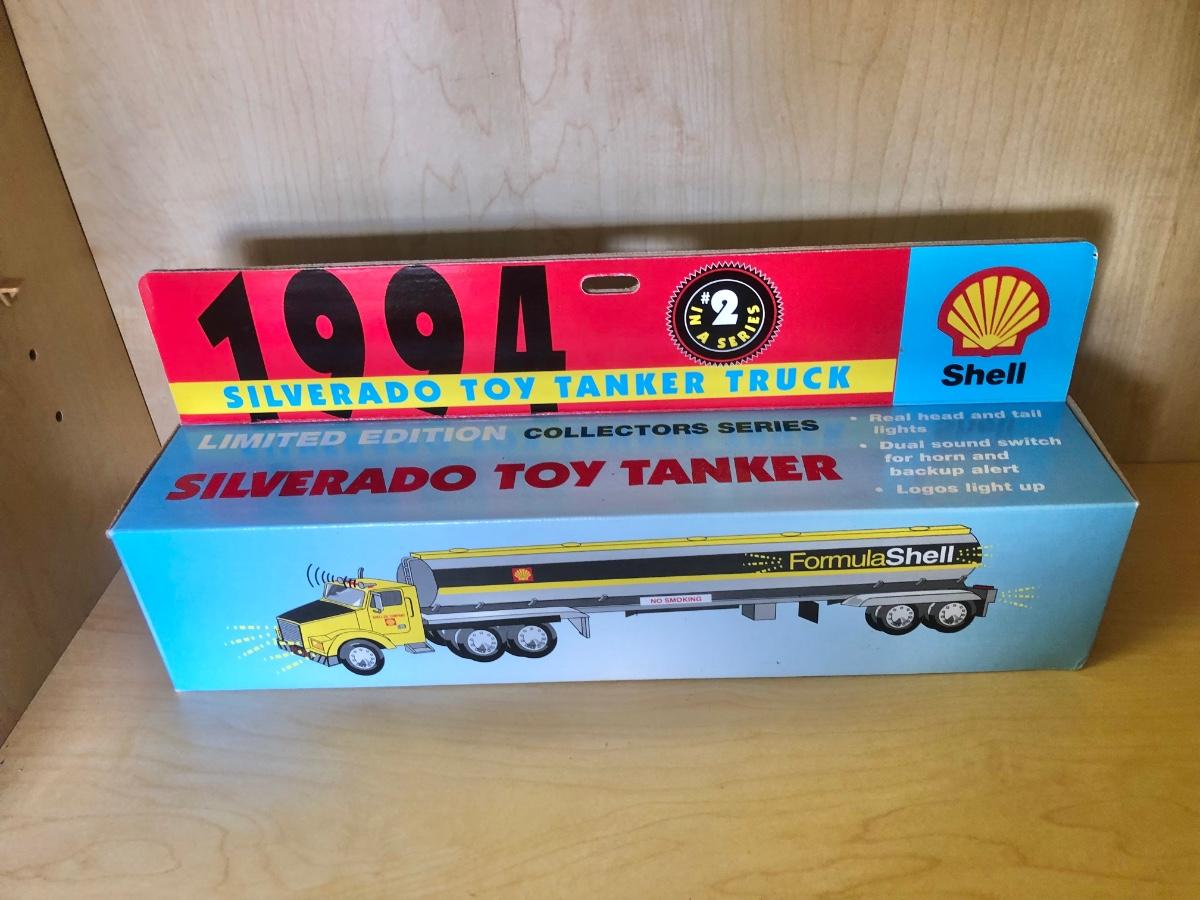 1994
#2
IN A SERIES
SILVERADO TOY TANKER TRUCK
Shell
LIMITED EDITION COLLECTORS SERIES
SILVERADO TOY TANKER
• Real head and tail
lights
• Dual sound switch
for horn and
backup alert
• Logos light up
FormulaShell
NO SMOKING